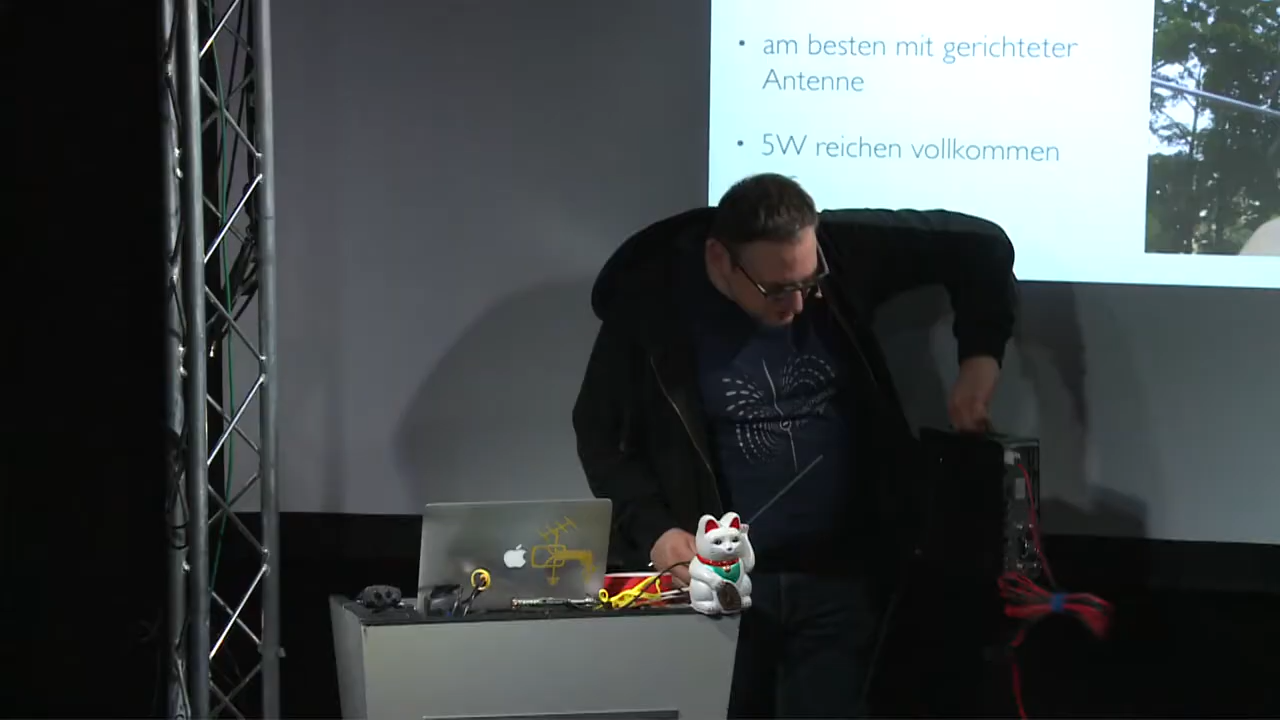 • am besten mit gerichteter
Antenne
• 5W reichen vollkommen